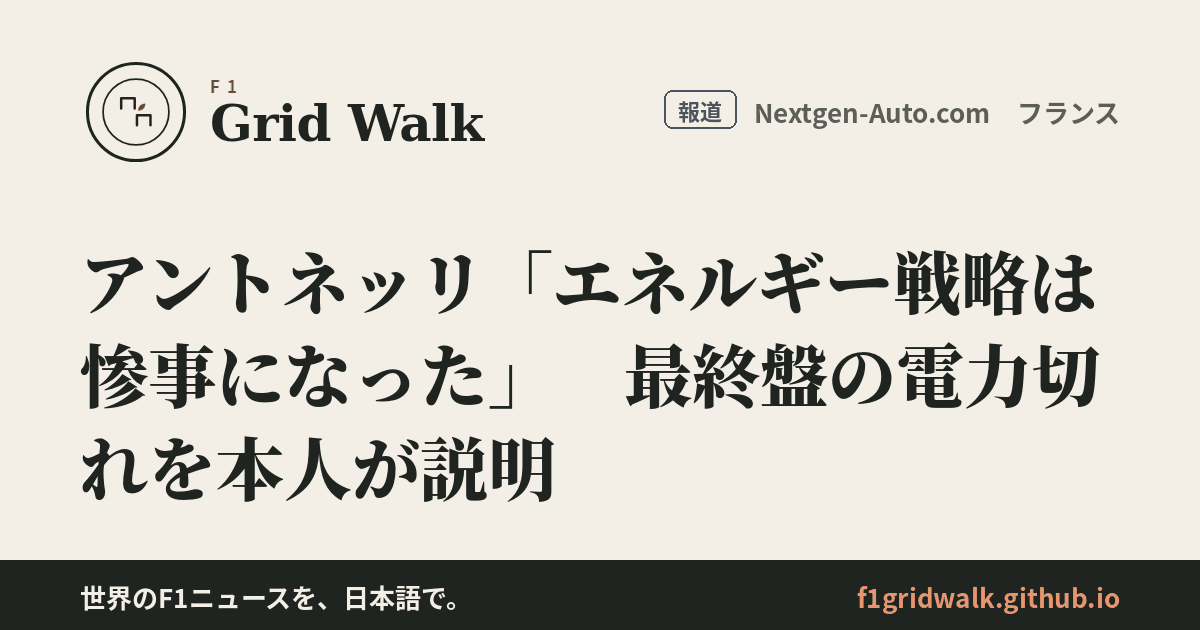 F1
Grid Walk
報道 Nextgen-Auto.com フランス
アントネッリ「エネルギー戦略は
惨事になった」 最終盤の電力切
れを本人が説明
世界のF1ニュースを、日本語で。
f1gridwalk.github.io